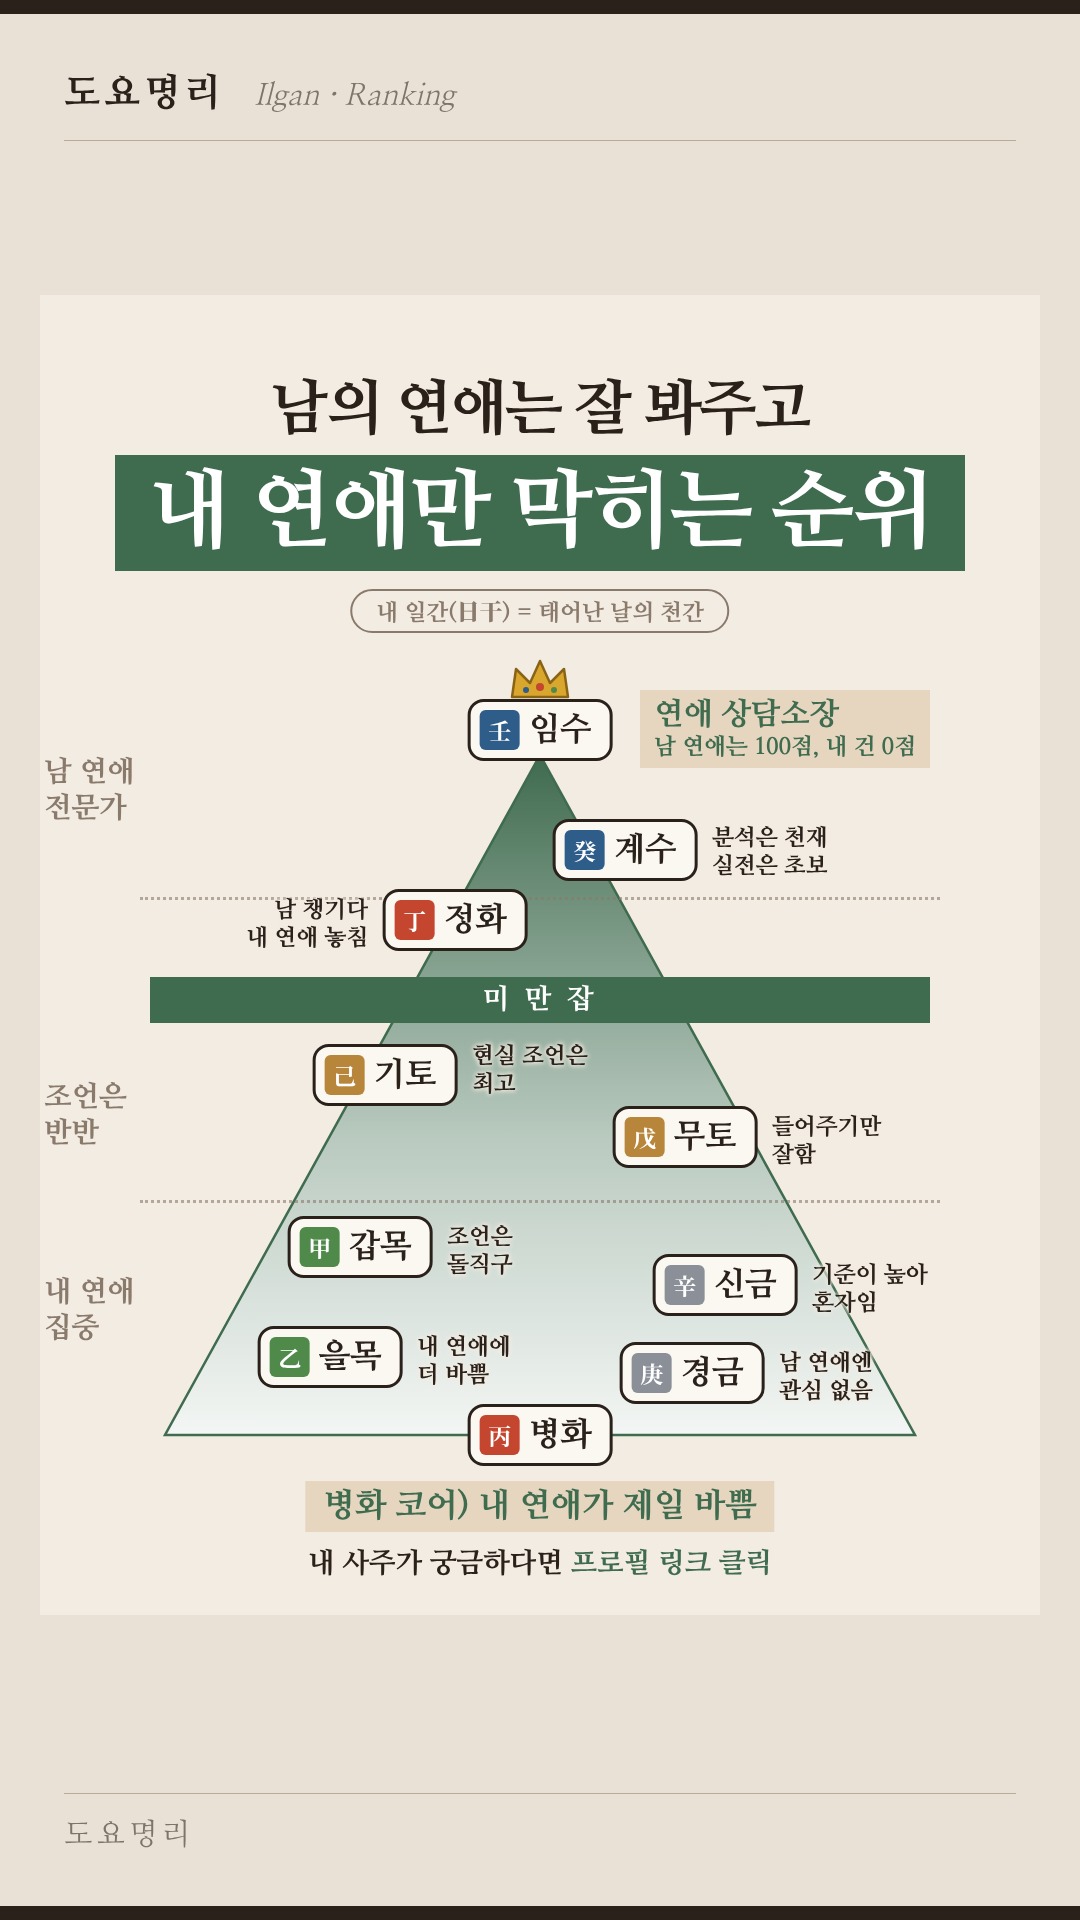 도요명리 Ilgan · Ranking
남의 연애는 잘 봐주고
내 연애만 막히는 순위
내 일간(日干) = 태어난 날의 천간
壬 임수
연애 상담소장
남 연애는 100점, 내 건 0점
남 연애
전문가
癸 계수
분석은 천재
실전은 초보
남 챙기다
내 연애 놓침
丁 정화
미만잡
己 기토
현실 조언은
최고
조언은
반반
戊 무토
들어주기만
잘함
甲 갑목
조언은
돌직구
辛 신금
기준이 높아
혼자임
내 연애
집중
乙 을목
내 연애에
더 바쁨
庚 경금
남 연애엔
관심 없음
丙 병화
병화 코어) 내 연애가 제일 바쁨
내 사주가 궁금하다면 프로필 링크 클릭
도요명리